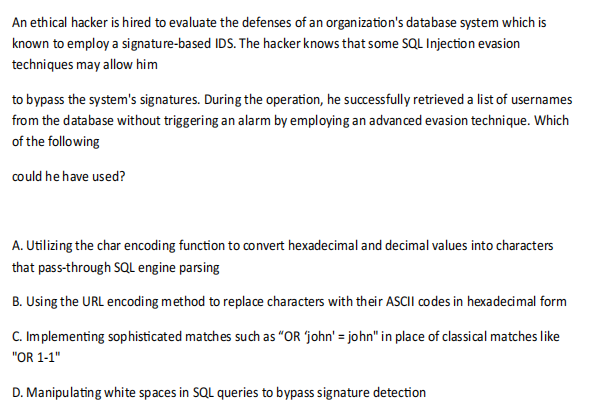 An ethical hacker is hired to evaluate the defenses of an organization's database system which is
known to employ a signature-based IDS. The hacker knows that some SQL Injection evasion
techniques may allow him
to bypass the system's signatures. During the operation, he successfully retrieved a list of usernames
from the database without triggering an alarm by employing an advanced evasion technique. Which
of the following
could he have used?
A. Utilizing the char encoding function to convert hexadecimal and decimal values into characters
that pass-through SQL engine parsing
B. Using the URL encoding method to replace characters with their ASCII codes in hexadecimal form
C. Implementing sophisticated matches such as "OR 'john' = john" in place of classical matches like
"OR 1-1"
D. Manipulating white spaces in SQL queries to bypass signature detection